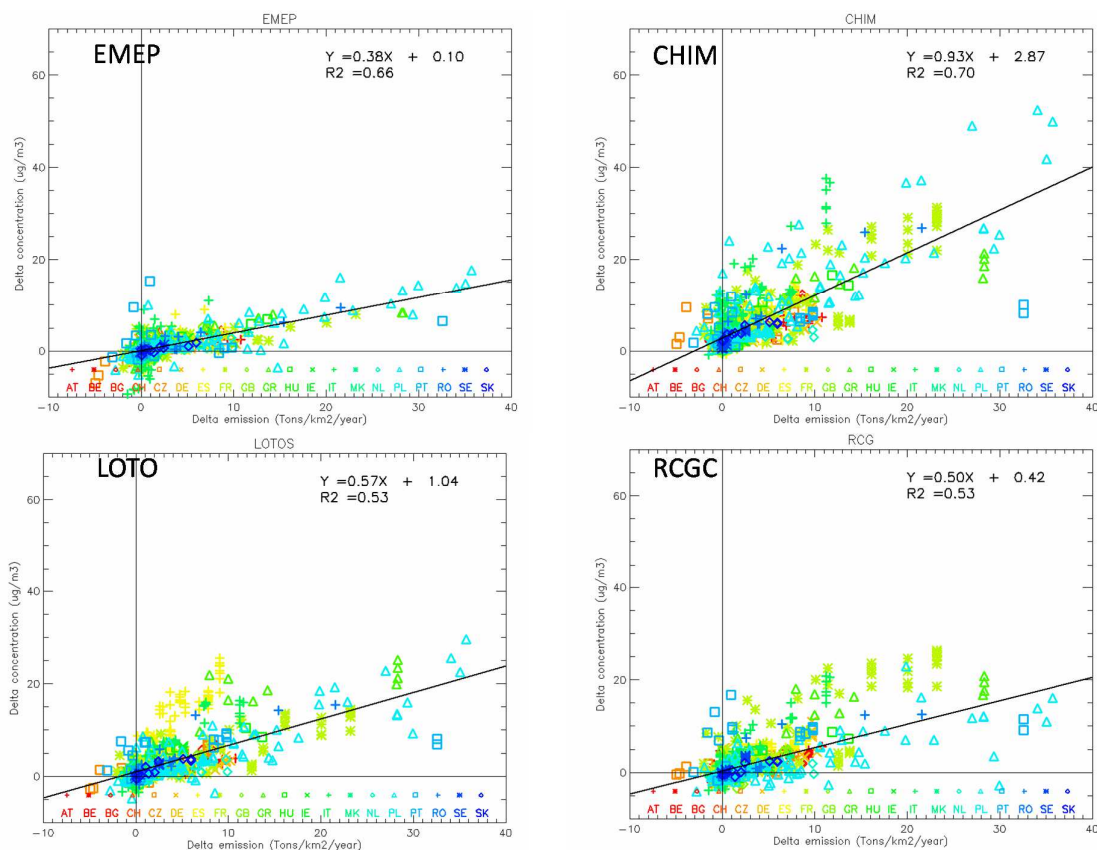 EMEP
EMEP
Y =0.38X + 0.10
R2 =0.66
60
40
20
0
Delta concentration (ug/m3)
AT BE BG CH CZ DE ES FR GB GR HU IE IT MK NL PL PT RO SE SK
-10 0 10 20 30 40
Delta emission (Tons/km2/year)
CHIM
CHIM
Y =0.93X + 2.87
R2 =0.70
60
40
20
0
Delta concentration (ug/m3)
AT BE BG CH CZ DE ES FR GB GR HU IE IT MK NL PL PT RO SE SK
-10 0 10 20 30 40
Delta emission (Tons/km2/year)
LOTOS
LOTO
Y =0.57X + 1.04
R2 =0.53
60
40
20
0
Delta concentration (ug/m3)
AT BE BG CH CZ DE ES FR GB GR HU IE IT MK NL PL PT RO SE SK
-10 0 10 20 30 40
Delta emission (Tons/km2/year)
RCG
RCGC
Y =0.50X + 0.42
R2 =0.53
60
40
20
0
Delta concentration (ug/m3)
AT BE BG CH CZ DE ES FR GB GR HU IE IT MK NL PL PT RO SE SK
-10 0 10 20 30 40
Delta emission (Tons/km2/year)